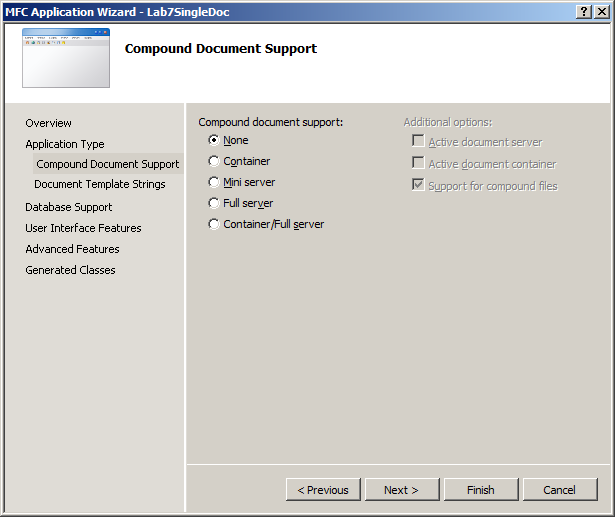 MFC Application Wizard - Lab7SingleDoc
Compound Document Support
Overview
Application Type
Compound Document Support
Document Template Strings
Database Support
User Interface Features
Advanced Features
Generated Classes
Compound document support:
None
Container
Mini server
Full server
Container/Full server
Additional options:
Active document server
Active document container
Support for compound files
< Previous
Next >
Finish
Cancel